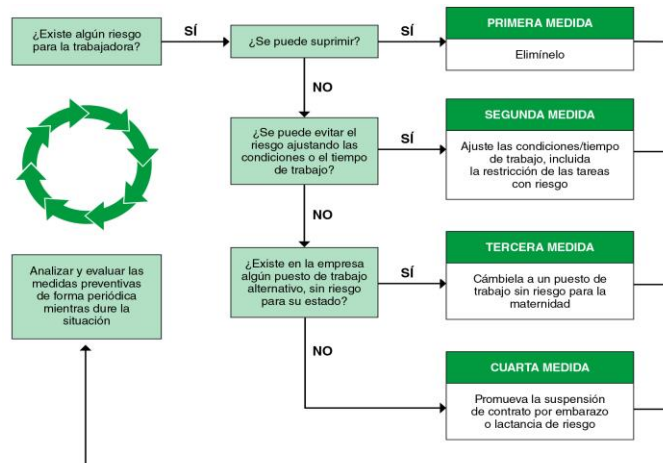 ¿Existe algún riesgo
para la trabajadora?
SÍ
¿Se puede suprimir?
SÍ
PRIMERA MEDIDA
Elimínelo
NO
¿Se puede evitar el
riesgo ajustando las
condiciones o el tiempo
de trabajo?
SÍ
SEGUNDA MEDIDA
Ajuste las condiciones/tiempo
de trabajo, incluida
la restricción de las tareas
con riesgo
NO
¿Existe en la empresa
algún puesto de trabajo
alternativo, sin riesgo
para su estado?
SÍ
TERCERA MEDIDA
Cámbiela a un puesto de
trabajo sin riesgo para la
maternidad
NO
CUARTA MEDIDA
Promueva la suspensión
de contrato por embarazo
o lactancia de riesgo
Analizar y evaluar las
medidas preventivas
de forma periódica
mientras dure la
situación